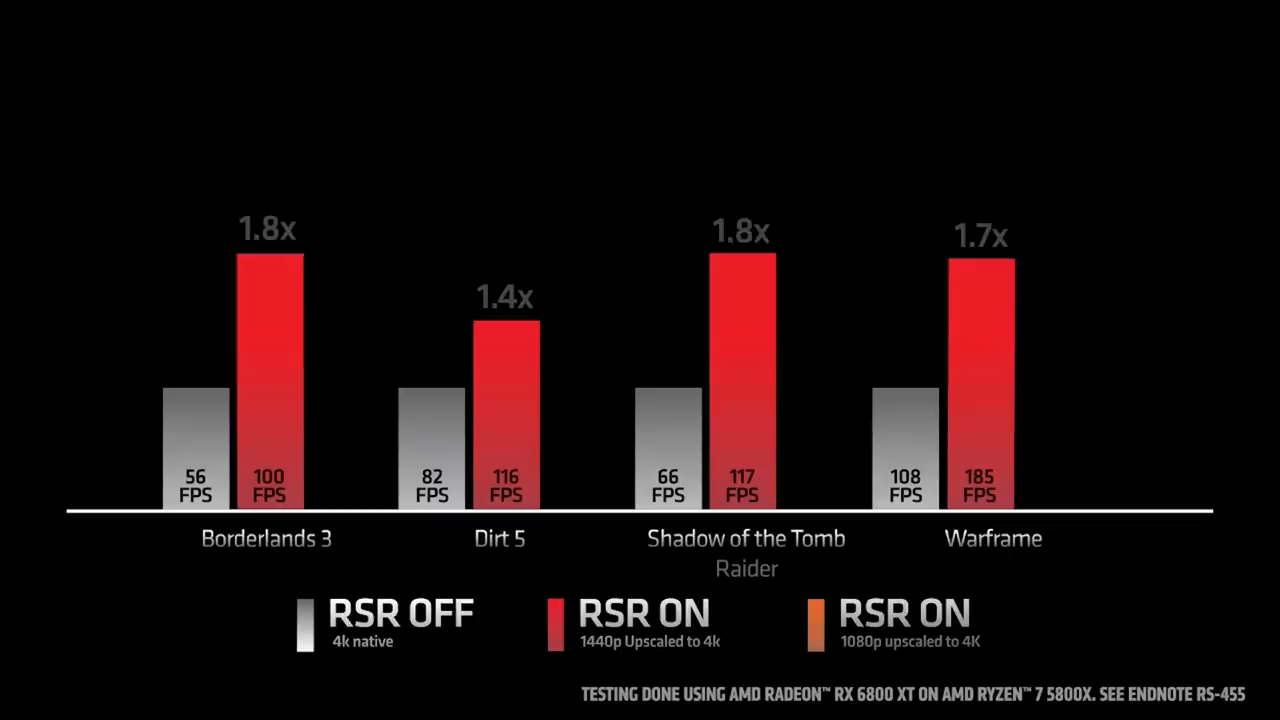 1.8x
1.4x
1.8x
1.7x
56 FPS
100 FPS
82 FPS
116 FPS
66 FPS
117 FPS
108 FPS
185 FPS
Borderlands 3
Dirt 5
Shadow of the Tomb
Raider
Warframe
RSR OFF
4k native
RSR ON
1440p Upscaled to 4k
RSR ON
1080p upscaled to 4K
TESTING DONE USING AMD RADEON™ RX 6800 XT ON AMD RYZEN™ 7 5800X. SEE ENDNOTE RS-455